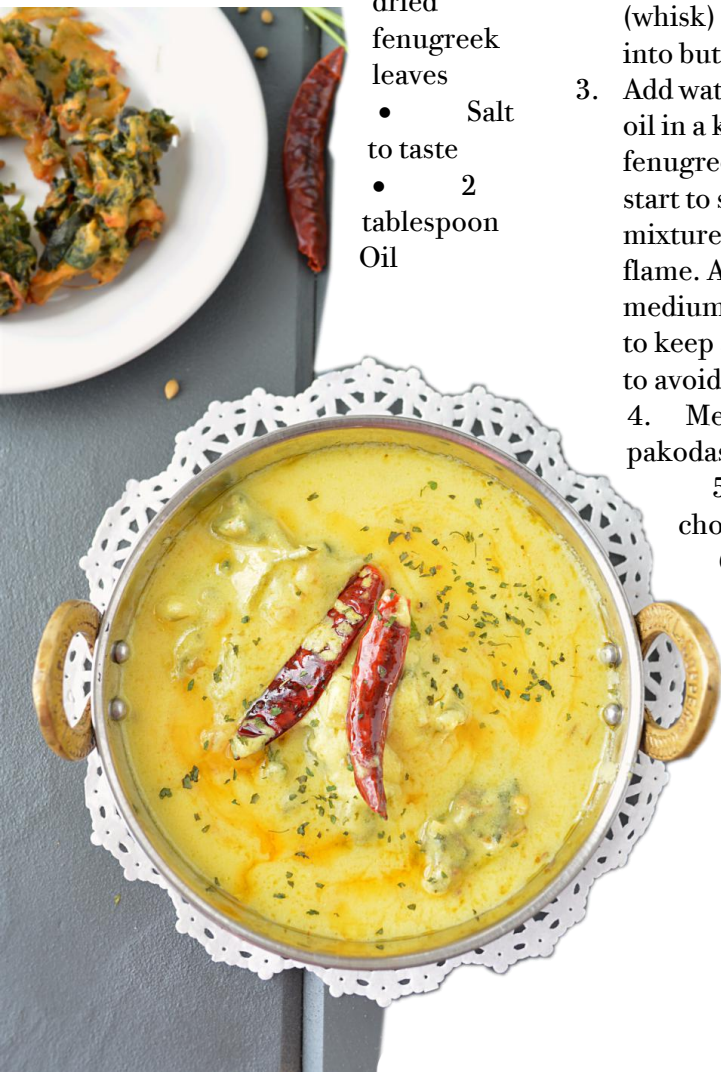 dried
fenugreek
leaves
• Salt
to taste
• 2
tablespoon
Oil
(whisk)
into but
3. Add wat
oil in a k
fenugre
start to s
mixture
flame. A
medium
to keep
to avoid
4. Me
pakodas
5
cho